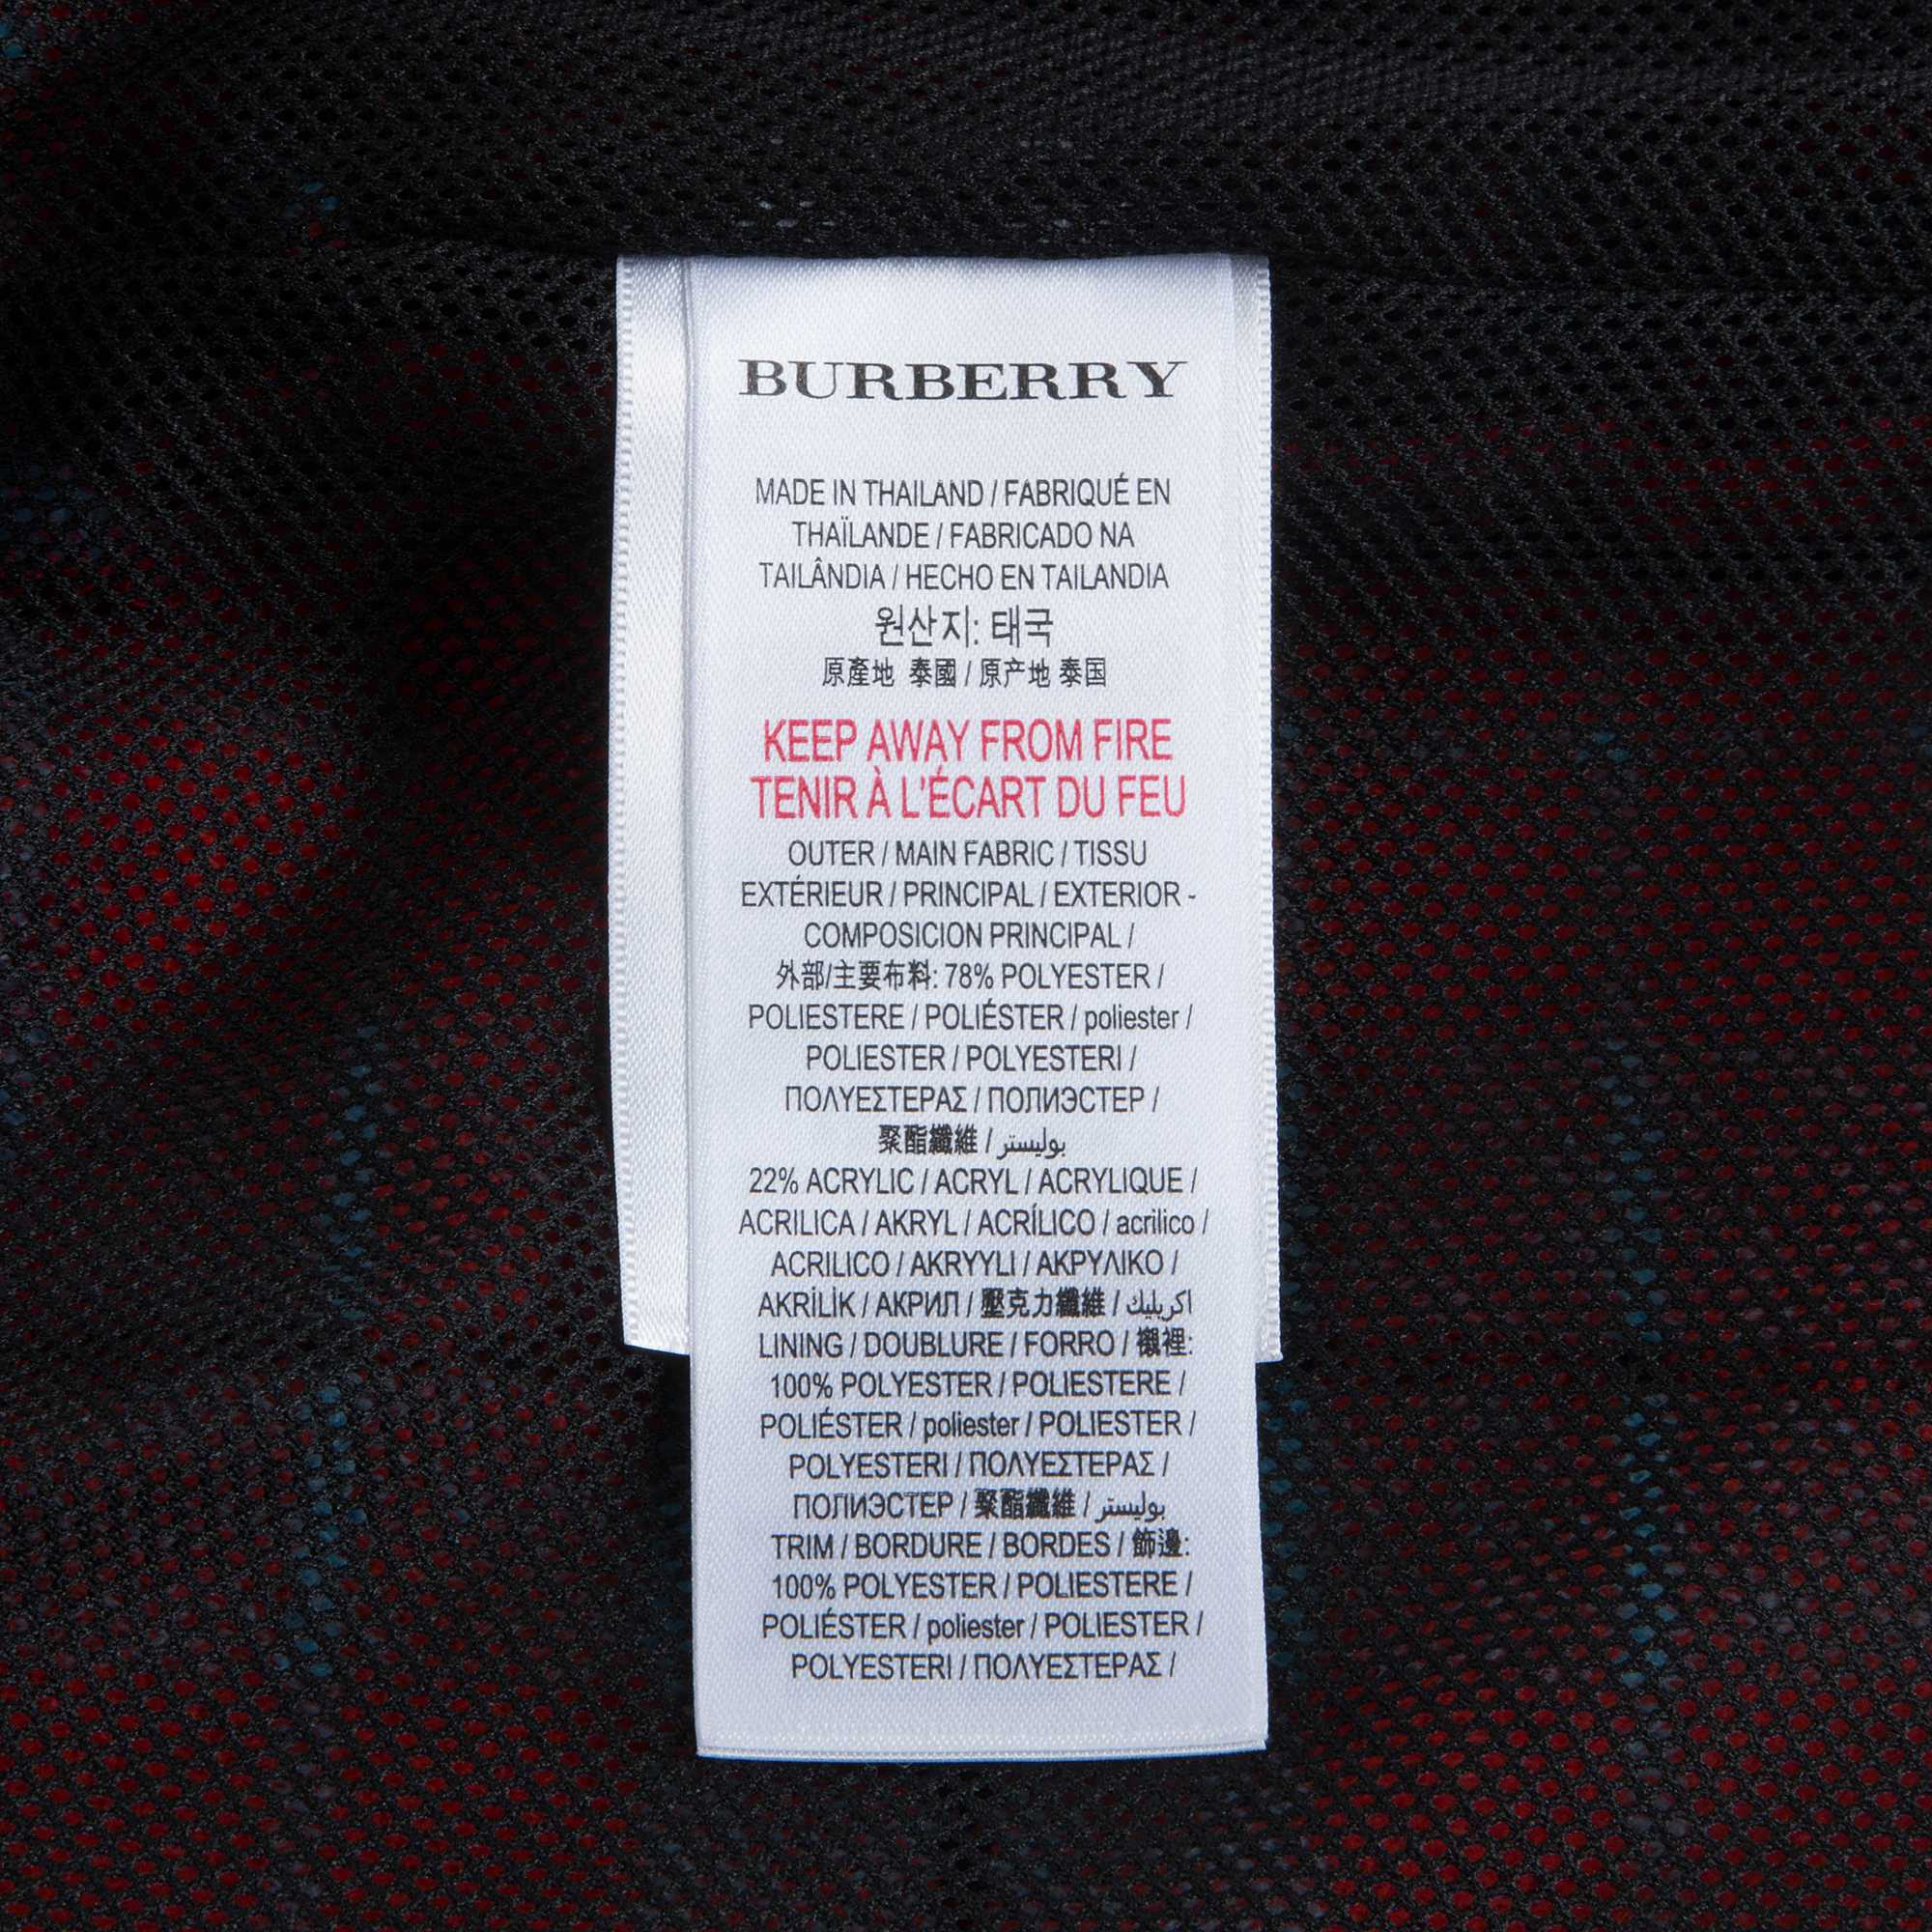 BURBERRY
MADE IN THAILAND / FABRIQUÉ EN
THAÏLANDE / FABRICADO NA
TAILÂNDIA / HECHO EN TAILANDIA
원산지: 태국
原產地 泰國 / 原产地 泰国
KEEP AWAY FROM FIRE
TENIR À L'ÉCART DU FEU
OUTER / MAIN FABRIC / TISSU
EXTÉRIEUR / PRINCIPAL / EXTERIOR -
COMPOSICION PRINCIPAL /
外部/主要布料: 78% POLYESTER /
POLIESTERE / POLIÉSTER / poliester /
POLIESTER / POLYESTERI /
ΠΟΛΥΕΣΤΕΡΑΣ / ПОЛИЭСТЕР /
聚酯纖維 / بوليستر
22% ACRYLIC / ACRYL / ACRYLIQUE /
ACRILICA / AKRYL / ACRÍLICO / acrilico /
ACRILICO / AKRYYLI / ΑΚΡΥΛΙΚΟ /
AKRİLİK / АКРИЛ / 壓克力纖維 / اكريليك
LINING / DOUBLURE / FORRO / 襯裡:
100% POLYESTER / POLIESTERE /
POLIÉSTER / poliester / POLIESTER /
POLYESTERI / ΠΟΛΥΕΣΤΕΡΑΣ /
ПОЛИЭСТЕР / 聚酯纖維 / بوليستر
TRIM / BORDURE / BORDES / 飾邊:
100% POLYESTER / POLIESTERE /
POLIÉSTER / poliester / POLIESTER /
POLYESTERI / ΠΟΛΥΕΣΤΕΡΑΣ /